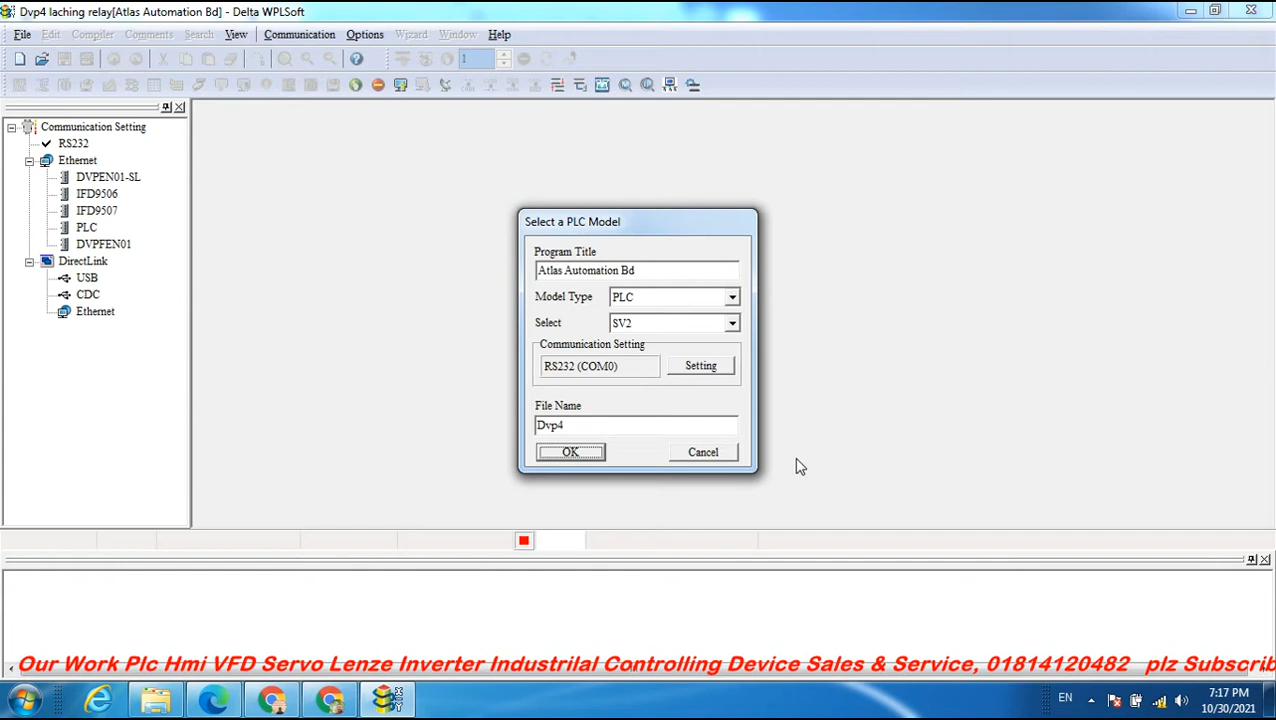 Dvp4 laching relay[Atlas Automation Bd] - Delta WPLSoft
File Edit Compiler Comments Search View Communication Options Wizard Window Help
1
Communication Setting
RS232
Ethernet
DVPEN01-SL
IFD9506
IFD9507
PLC
DVPFEN01
DirectLink
USB
CDC
Ethernet
Select a PLC Model
Program Title
Atlas Automation Bd
Model Type PLC
Select SV2
Communication Setting
RS232 (COM0) Setting
File Name
Dvp4
OK Cancel
Our Work Plc Hmi VFD Servo Lenze Inverter Industrilal Controlling Device Sales & Service, 01814120482 plz Subscrib
EN
7:17 PM
10/30/2021